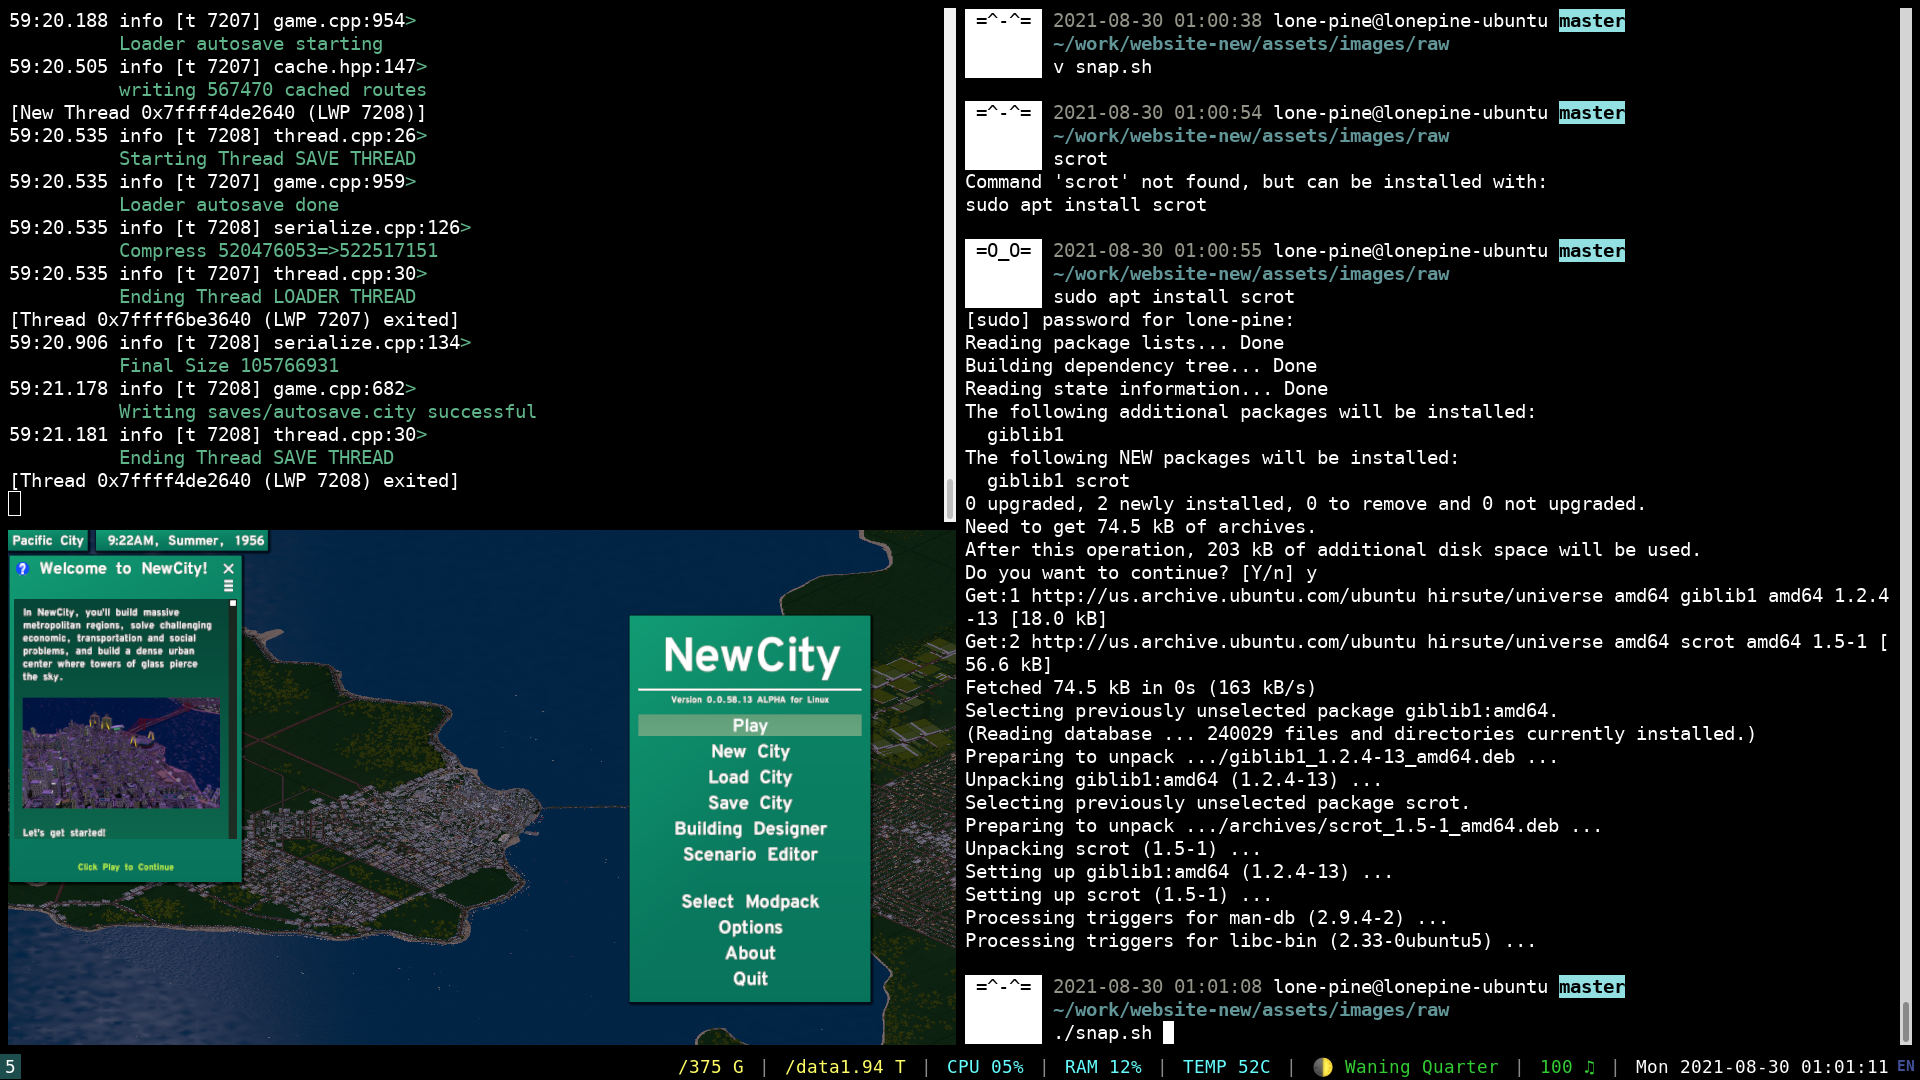 59:20.188 info [t 7207] game.cpp:954>
Loader autosave starting
59:20.505 info [t 7207] cache.hpp:147>
writing 567470 cached routes
[New Thread 0x7ffff4de2640 (LWP 7208)]
59:20.535 info [t 7208] thread.cpp:26>
Starting Thread SAVE THREAD
59:20.535 info [t 7207] game.cpp:959>
Loader autosave done
59:20.535 info [t 7208] serialize.cpp:126>
Compress 520476053=>522517151
59:20.535 info [t 7207] thread.cpp:30>
Ending Thread LOADER THREAD
[Thread 0x7ffff6be3640 (LWP 7207) exited]
59:20.906 info [t 7208] serialize.cpp:134>
Final Size 105766931
59:21.178 info [t 7208] game.cpp:682>
Writing saves/autosave.city successful
59:21.181 info [t 7208] thread.cpp:30>
Ending Thread SAVE THREAD
[Thread 0x7ffff4de2640 (LWP 7208) exited]
Pacific City 9:22AM, Summer, 1956
? Welcome to NewCity! ×
In NewCity, you'll build massive
metropolitan regions, solve challenging
economic, transportation and social
problems, and build a dense urban
center where towers of glass pierce
the sky.
Let's get started!
Click Play to Continue
NewCity
Version 0.0.58.13 ALPHA for Linux
Play
New City
Load City
Save City
Building Designer
Scenario Editor
Select Modpack
Options
About
Quit
=^-^= 2021-08-30 01:00:38 lone-pine@lonepine-ubuntu master
~/work/website-new/assets/images/raw
v snap.sh
=^-^= 2021-08-30 01:00:54 lone-pine@lonepine-ubuntu master
~/work/website-new/assets/images/raw
scrot
Command 'scrot' not found, but can be installed with:
sudo apt install scrot
=O_O= 2021-08-30 01:00:55 lone-pine@lonepine-ubuntu master
~/work/website-new/assets/images/raw
sudo apt install scrot
[sudo] password for lone-pine:
Reading package lists... Done
Building dependency tree... Done
Reading state information... Done
The following additional packages will be installed:
giblib1
The following NEW packages will be installed:
giblib1 scrot
0 upgraded, 2 newly installed, 0 to remove and 0 not upgraded.
Need to get 74.5 kB of archives.
After this operation, 203 kB of additional disk space will be used.
Do you want to continue? [Y/n] y
Get:1 http://us.archive.ubuntu.com/ubuntu hirsute/universe amd64 giblib1 amd64 1.2.4
-13 [18.0 kB]
Get:2 http://us.archive.ubuntu.com/ubuntu hirsute/universe amd64 scrot amd64 1.5-1 [
56.6 kB]
Fetched 74.5 kB in 0s (163 kB/s)
Selecting previously unselected package giblib1:amd64.
(Reading database ... 240029 files and directories currently installed.)
Preparing to unpack .../giblib1_1.2.4-13_amd64.deb ...
Unpacking giblib1:amd64 (1.2.4-13) ...
Selecting previously unselected package scrot.
Preparing to unpack .../archives/scrot_1.5-1_amd64.deb ...
Unpacking scrot (1.5-1) ...
Setting up giblib1:amd64 (1.2.4-13) ...
Setting up scrot (1.5-1) ...
Processing triggers for man-db (2.9.4-2) ...
Processing triggers for libc-bin (2.33-0ubuntu5) ...
=^-^= 2021-08-30 01:01:08 lone-pine@lonepine-ubuntu master
~/work/website-new/assets/images/raw
./snap.sh
5 /375 G | /data1.94 T | CPU 05% | RAM 12% | TEMP 52C | 🌗 Waning Quarter | 100 ♫ | Mon 2021-08-30 01:01:11 EN